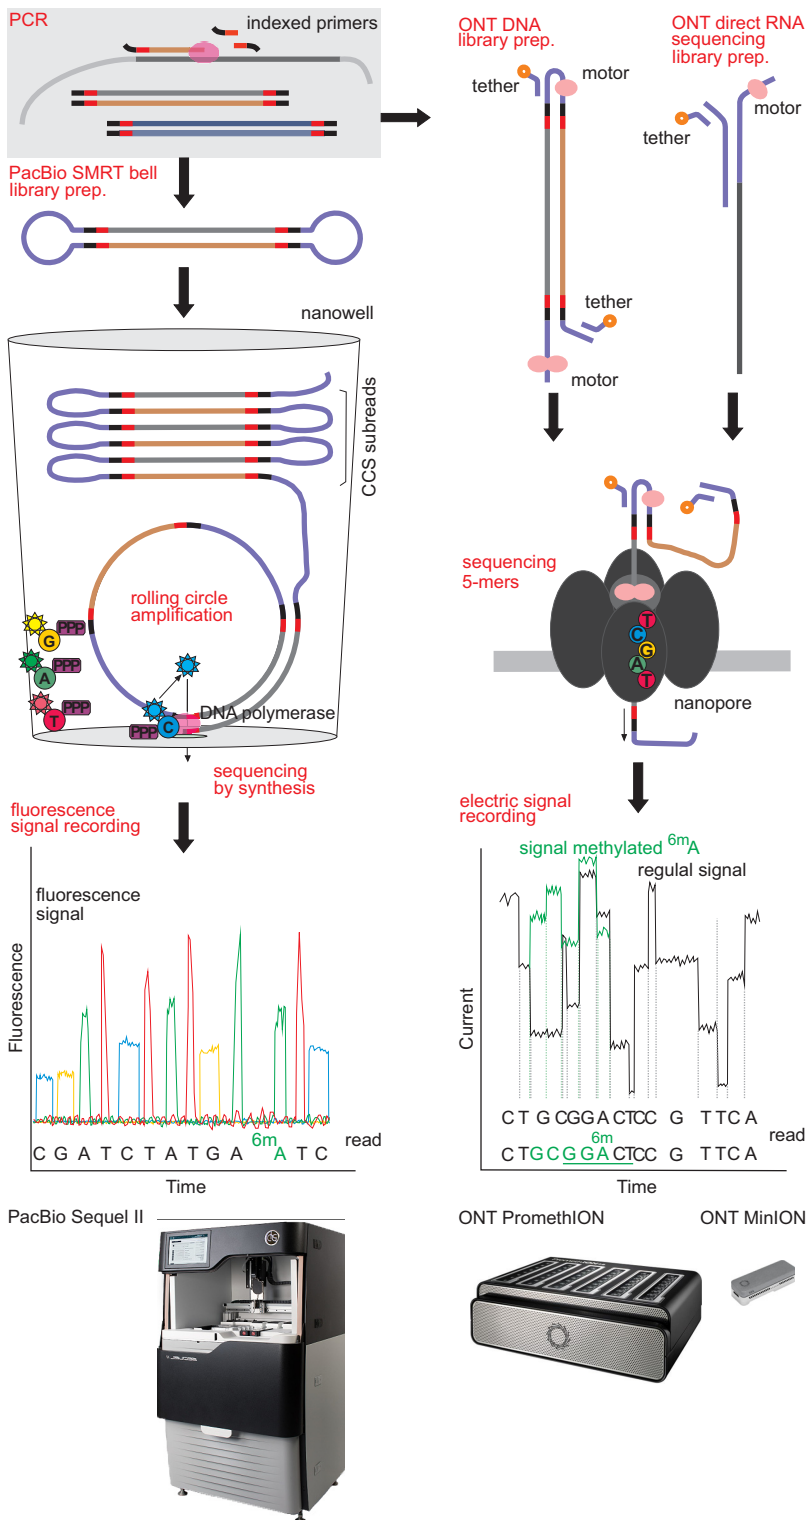 PCR
indexed primers
ONT DNA
library prep.
ONT direct RNA
sequencing
library prep.
tether
motor
tether
motor
PacBio SMRT bell
library prep.
tether
motor
nanowell
CCS subreads
rolling circle
amplification
PPP
G
PPP
A
PPP
T
PPP
C
DNA polymerase
sequencing
by synthesis
sequencing
5-mers
T
C
G
A
T
nanopore
fluorescence
signal recording
fluorescence
signal
Fluorescence
6m
read
C G A T C T A T G A A T C
Time
electric signal
recording
signal methylated 6mA
regulal signal
Current
C T G C G G A C T C C G T T C A
read
6m
C T G C G G A C T C C G T T C A
Time
PacBio Sequel II
ONT PromethION
ONT MinION